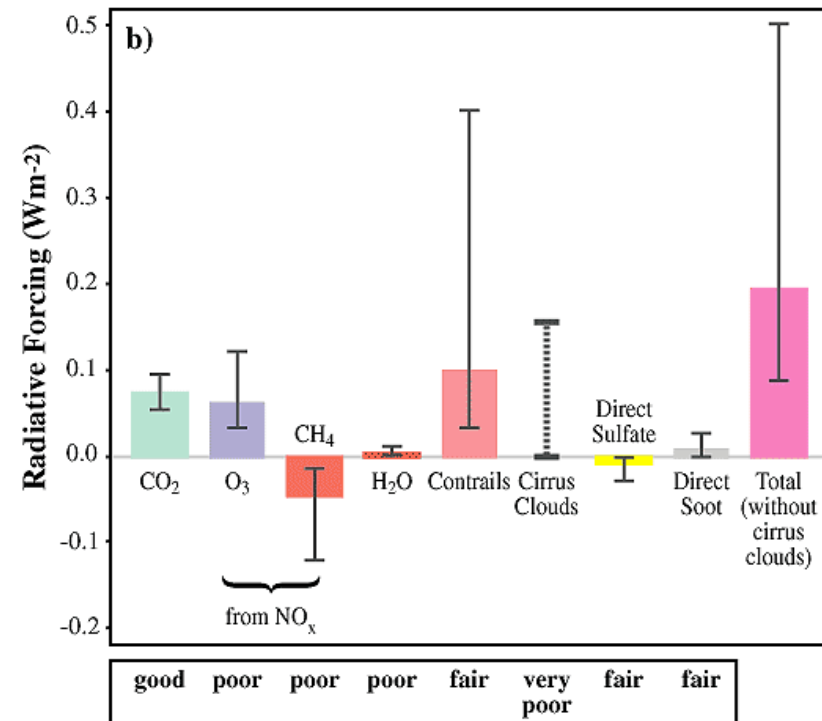 b)
Radiative Forcing (Wm-2)
0.5
0.4
0.3
0.2
0.1
0.0
-0.1
-0.2
CO2
O3
CH4
H2O
Contrails
Cirrus
Clouds
Direct
Sulfate
Direct
Soot
Total
(without
cirrus
clouds)
from NOx
good poor poor poor fair very poor fair fair